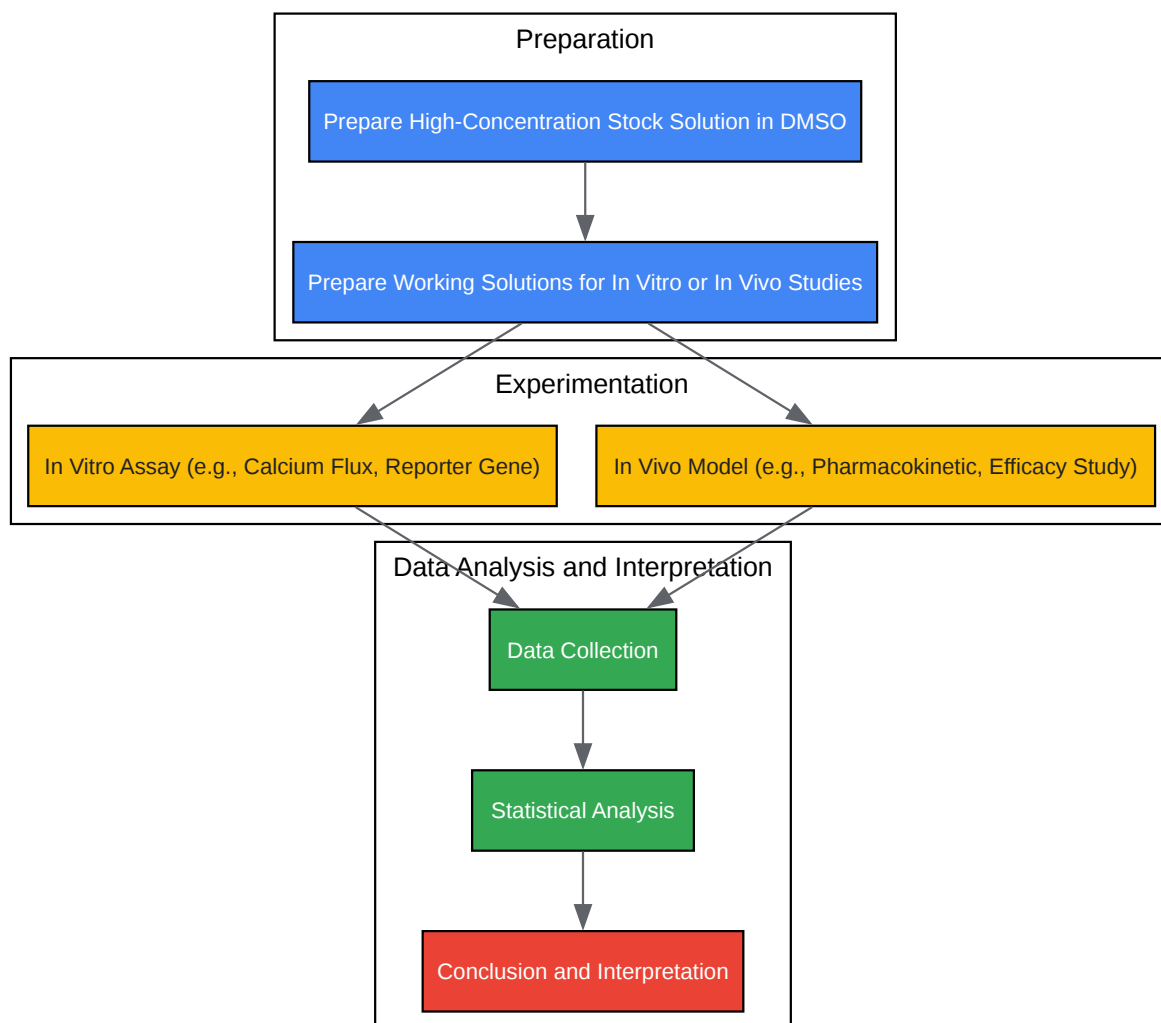 Preparation
Prepare High-Concentration Stock Solution in DMSO
Prepare Working Solutions for In Vitro or In Vivo Studies
Experimentation
In Vitro Assay (e.g., Calcium Flux, Reporter Gene)
In Vivo Model (e.g., Pharmacokinetic, Efficacy Study)
Data Analysis and Interpretation
Data Collection
Statistical Analysis
Conclusion and Interpretation